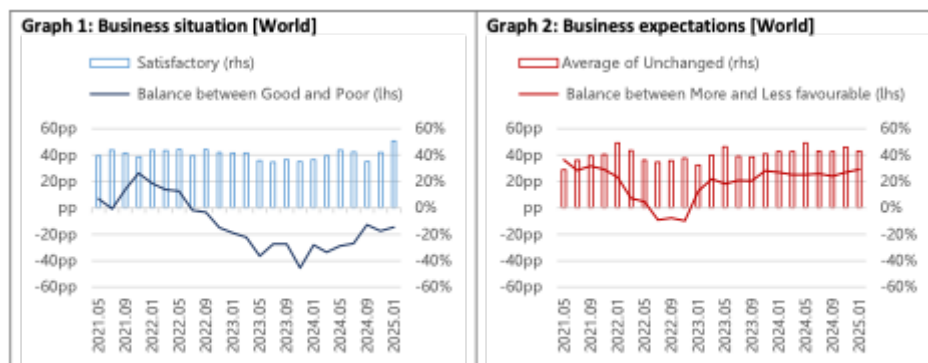 Graph 1: Business situation [World]
Satisfactory (rhs)
Balance between Good and Poor (lhs)
60pp
40pp
20pp
pp
-20pp
-40pp
-60pp
60%
40%
20%
0%
-20%
-40%
-60%
2021.05
2021.09
2022.01
2022.05
2022.09
2023.01
2023.05
2023.09
2024.01
2024.05
2024.09
2025.01
Graph 2: Business expectations [World]
Average of Unchanged (rhs)
Balance between More and Less favourable (lhs)
60pp
40pp
20pp
pp
-20pp
-40pp
-60pp
60%
40%
20%
0%
-20%
-40%
-60%
2021.05
2021.09
2022.01
2022.05
2022.09
2023.01
2023.05
2023.09
2024.01
2024.05
2024.09
2025.01